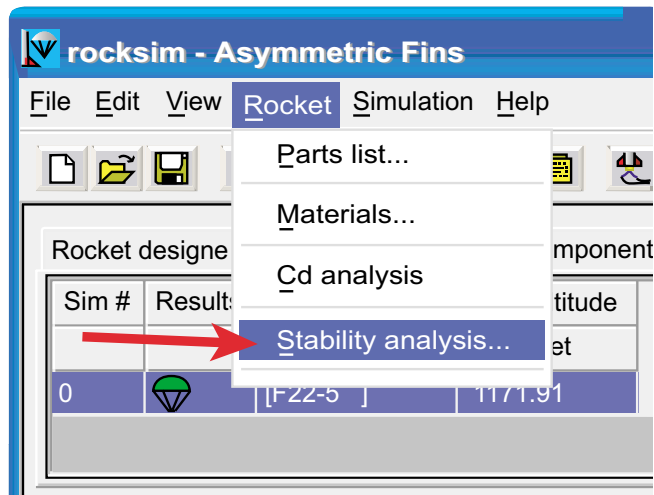 rocksim - Asymmetric Fins
File Edit View Rocket Simulation Help
Parts list...
Materials...
Rocket designe mponent
Cd analysis
Sim # Results titude
Stability analysis...
et
0 [F22-5 ] 1171.91